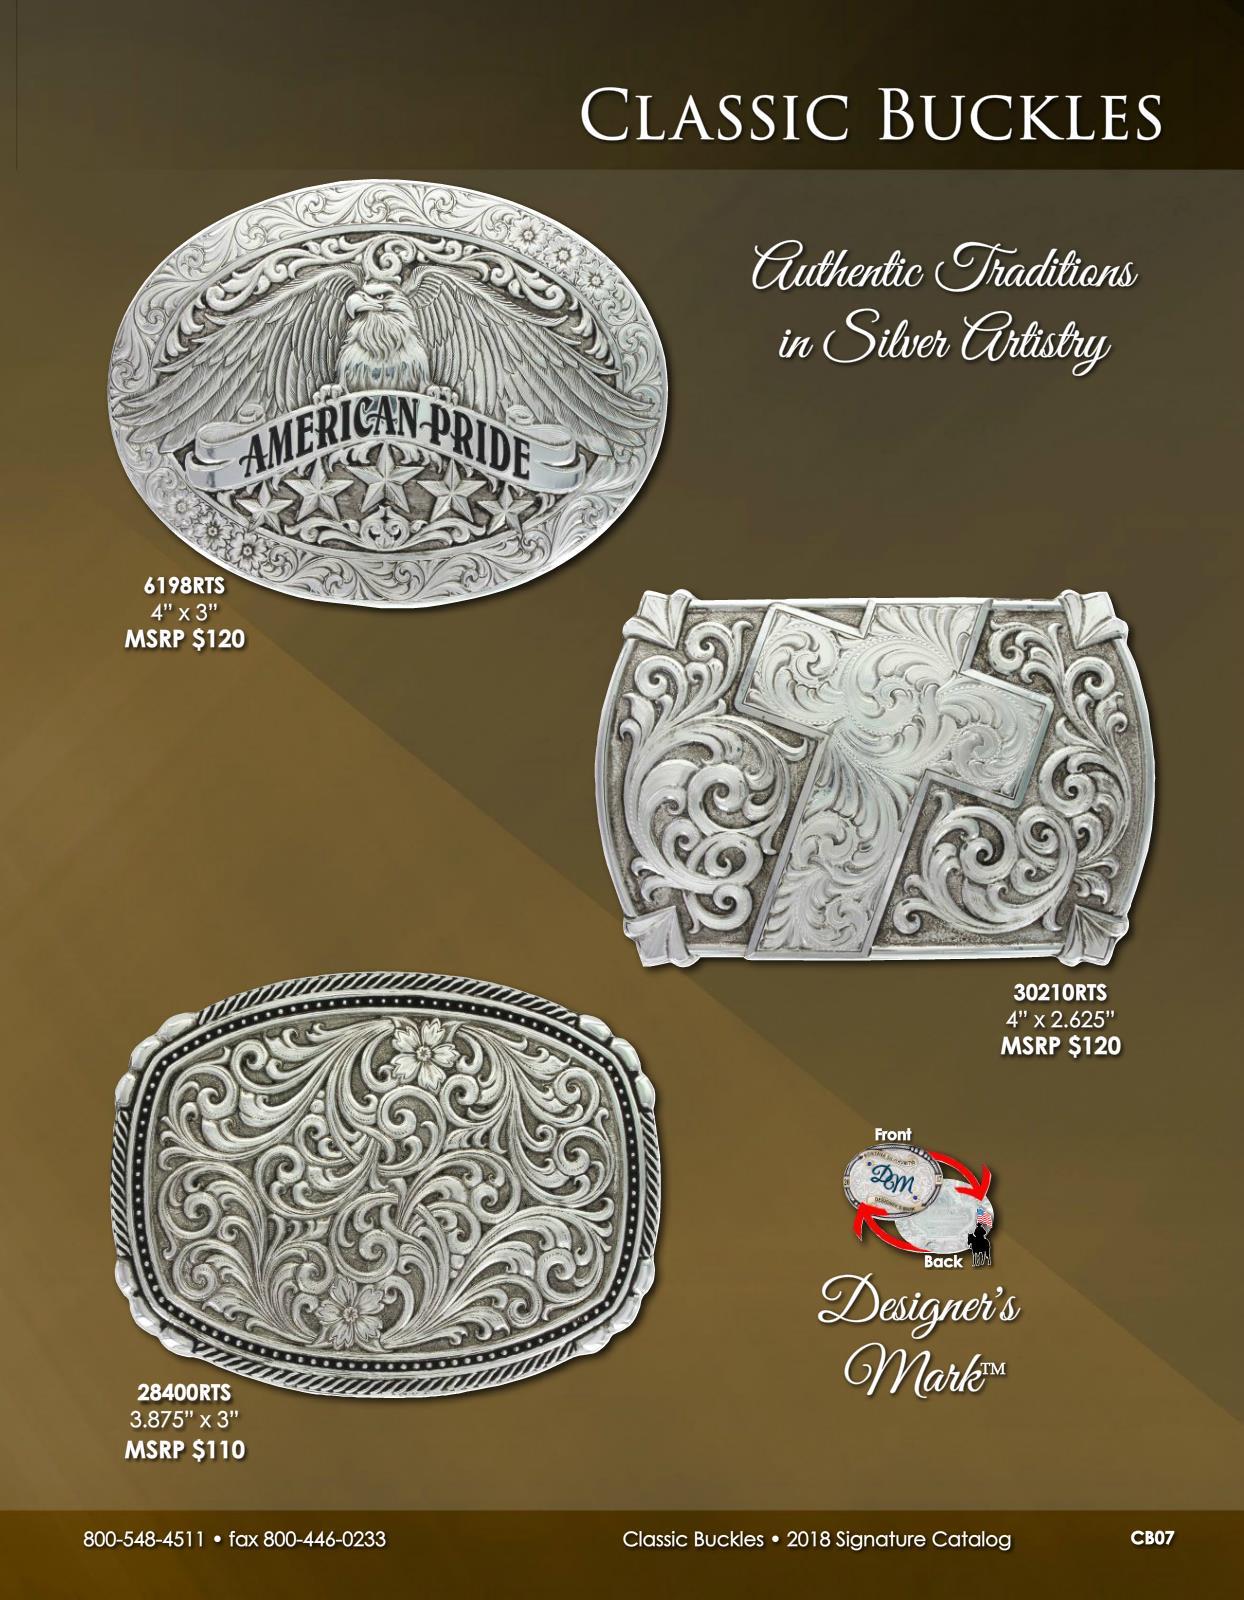 Classic Buckles
Authentic Traditions
in Silver Artistry
AMERICAN PRIDE
6198RTS
4” x 3”
MSRP $120
30210RTS
4” x 2.625”
MSRP $120
Front
DM
Back
Designer’s
Mark™
28400RTS
3.875” x 3”
MSRP $110
800-548-4511 • fax 800-446-0233
Classic Buckles • 2018 Signature Catalog
CB07